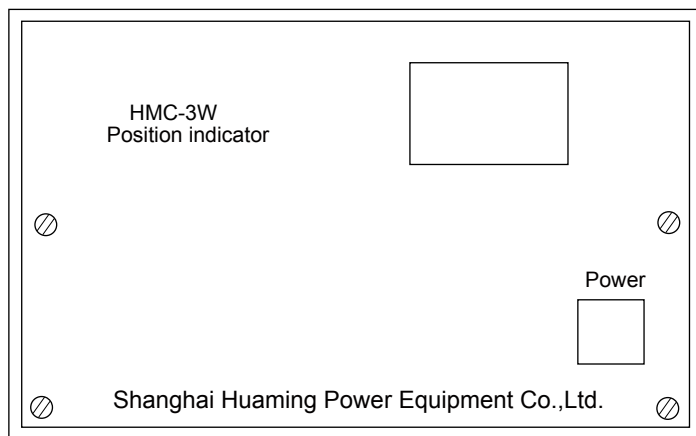 HMC-3W
Position indicator
Power
Shanghai Huaming Power Equipment Co.,Ltd.